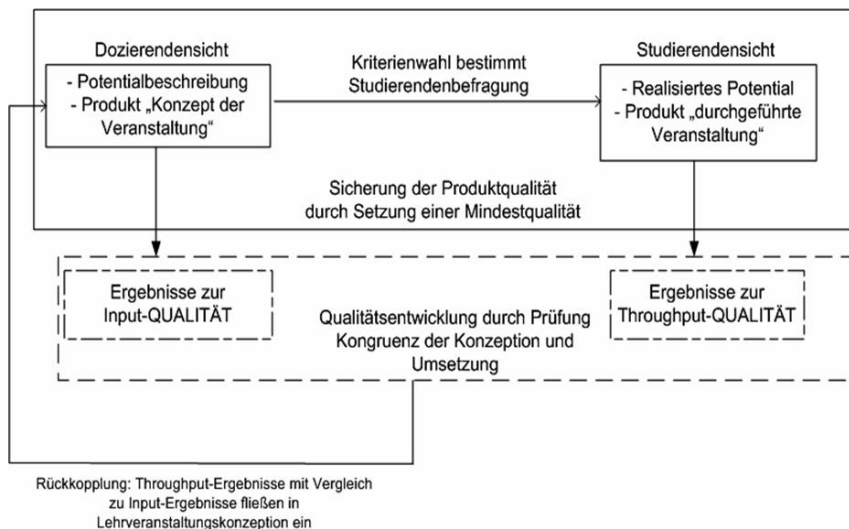 Dozierendensicht
- Potentialbeschreibung
- Produkt „Konzept der
Veranstaltung“
Kriterienwahl bestimmt
Studierendenbefragung
Studierendensicht
- Realisiertes Potential
- Produkt „durchgeführte
Veranstaltung“
Sicherung der Produktqualität
durch Setzung einer Mindestqualität
Ergebnisse zur
Input-QUALITÄT
Qualitätsentwicklung durch Prüfung
Kongruenz der Konzeption und
Umsetzung
Ergebnisse zur
Throughput-QUALITÄT
Rückkopplung: Throughput-Ergebnisse mit Vergleich
zu Input-Ergebnisse fließen in
Lehrveranstaltungskonzeption ein